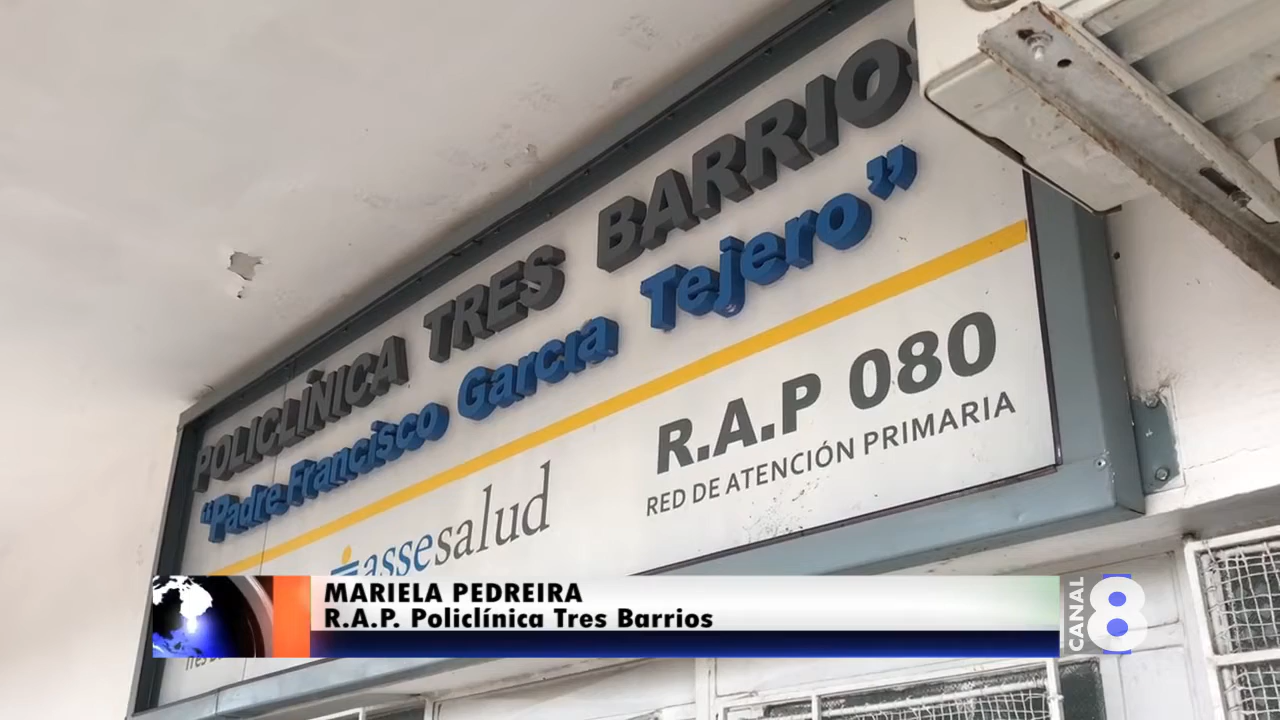 POLICLÍNICA TRES BARRIOS
"Padre Francisco García Tejero"
assesalud
R.A.P 080
RED DE ATENCIÓN PRIMARIA
MARIELA PEDREIRA
R.A.P. Policlínica Tres Barrios
CANAL 8